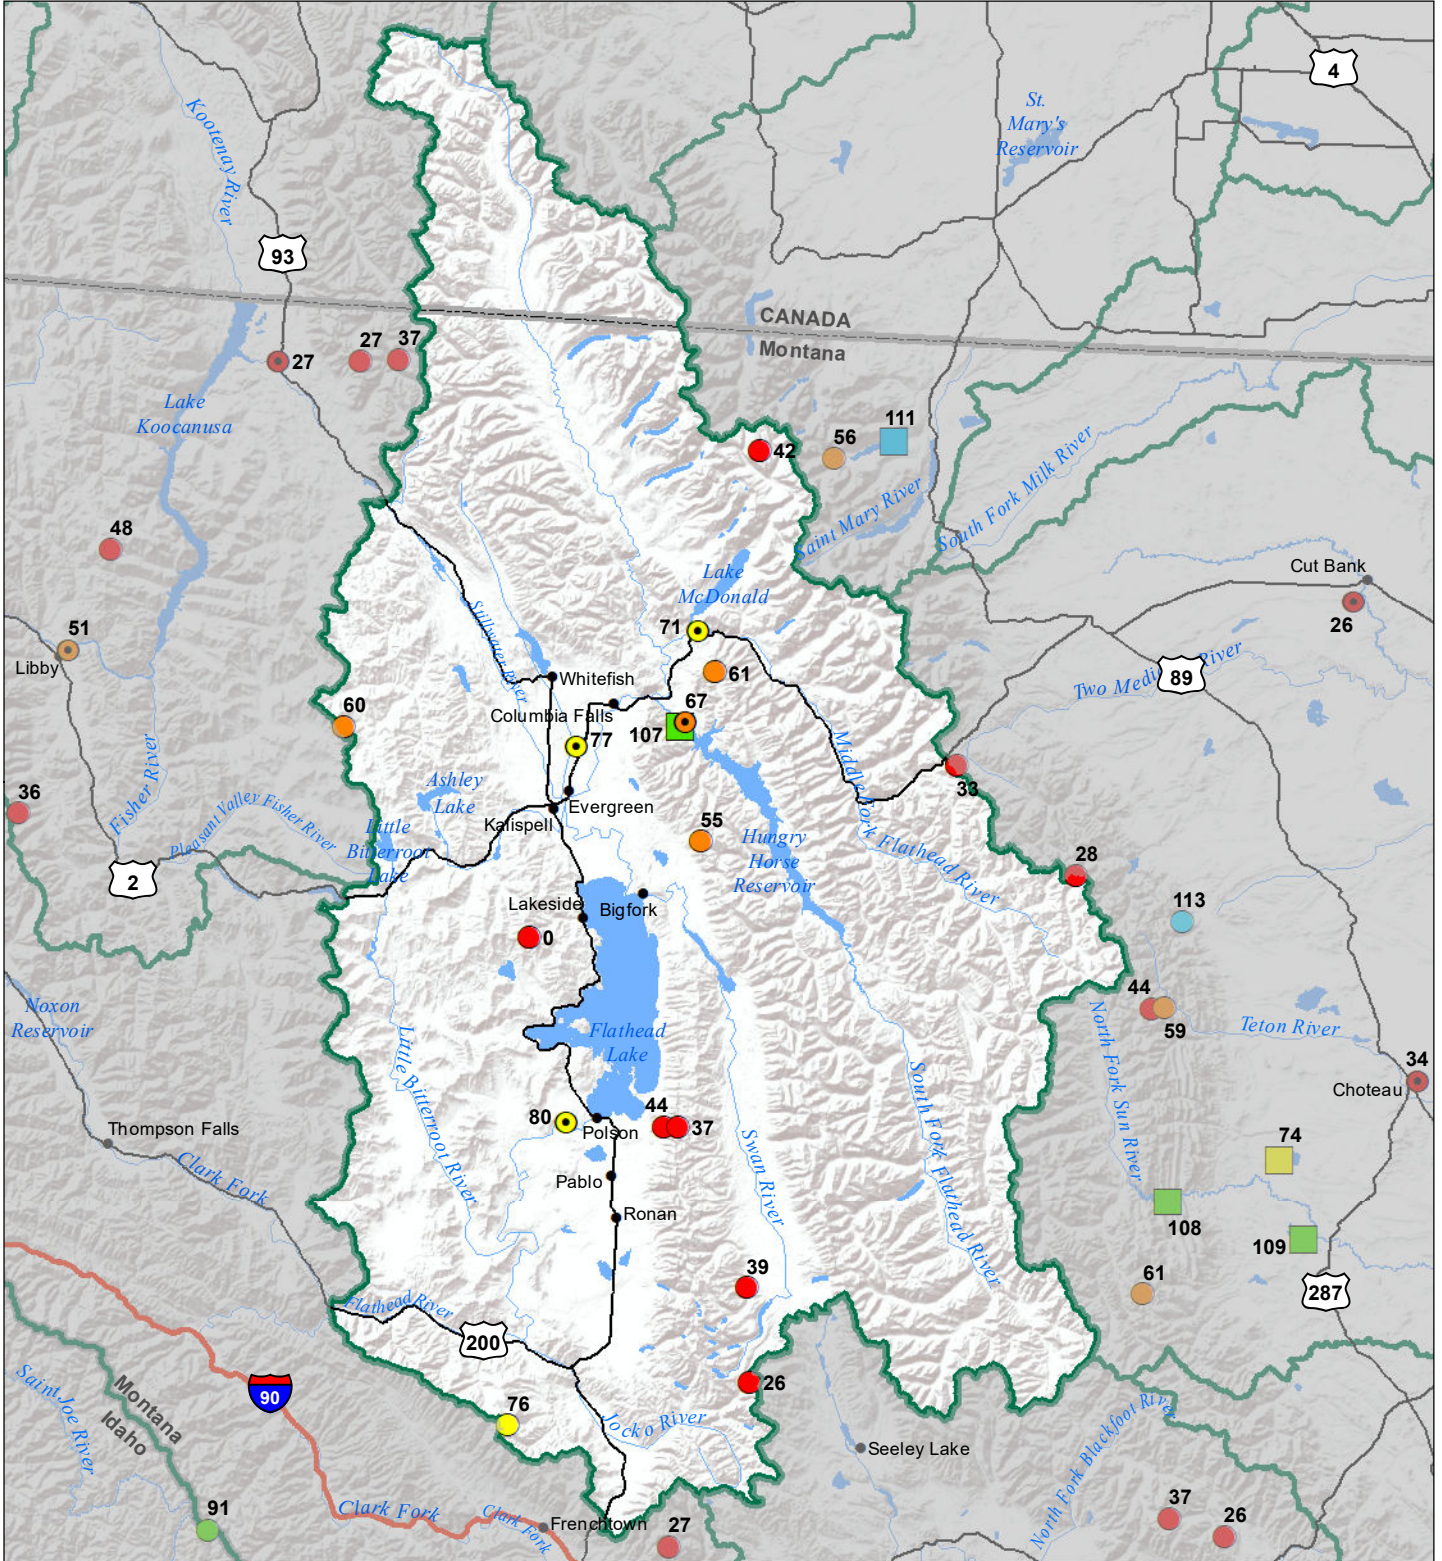 4
St.
Mary's
Reservoir
Kootenay River
93
CANADA
Montana
27
27
37
Lake
Koocanusa
42
56
111
Saint Mary River
South Fork Milk River
48
Lake
McDonald
Cut Bank
26
51
Libby
71
61
Two Medi River
89
Stillwater River
Whitefish
Columbia Falls
67
107
77
60
Fisher River
Middle Fork Flathead River
33
36
Ashley
Lake
Evergreen
Kalispell
Pleasant Valley Fisher River
Little
Bitterroot
Lake
55
Hungry
Horse
Reservoir
2
28
Lakeside
Bigfork
113
0
Noxon
Reservoir
44
59
Flathead
Lake
Teton River
North Fork Sun River
Little Bitterroot River
South Fork Flathead River
34
Choteau
80
44
37
Polson
Thompson Falls
Clark Fork
Swan River
74
Pablo
Ronan
108
109
39
61
287
Flathead River
200
90
Montana
Idaho
26
Saint Joe River
76
Jocko River
Seeley Lake
North Fork Blackfoot River
91
Clark Fork
Clark Fork
Frenchtown
27
37
26